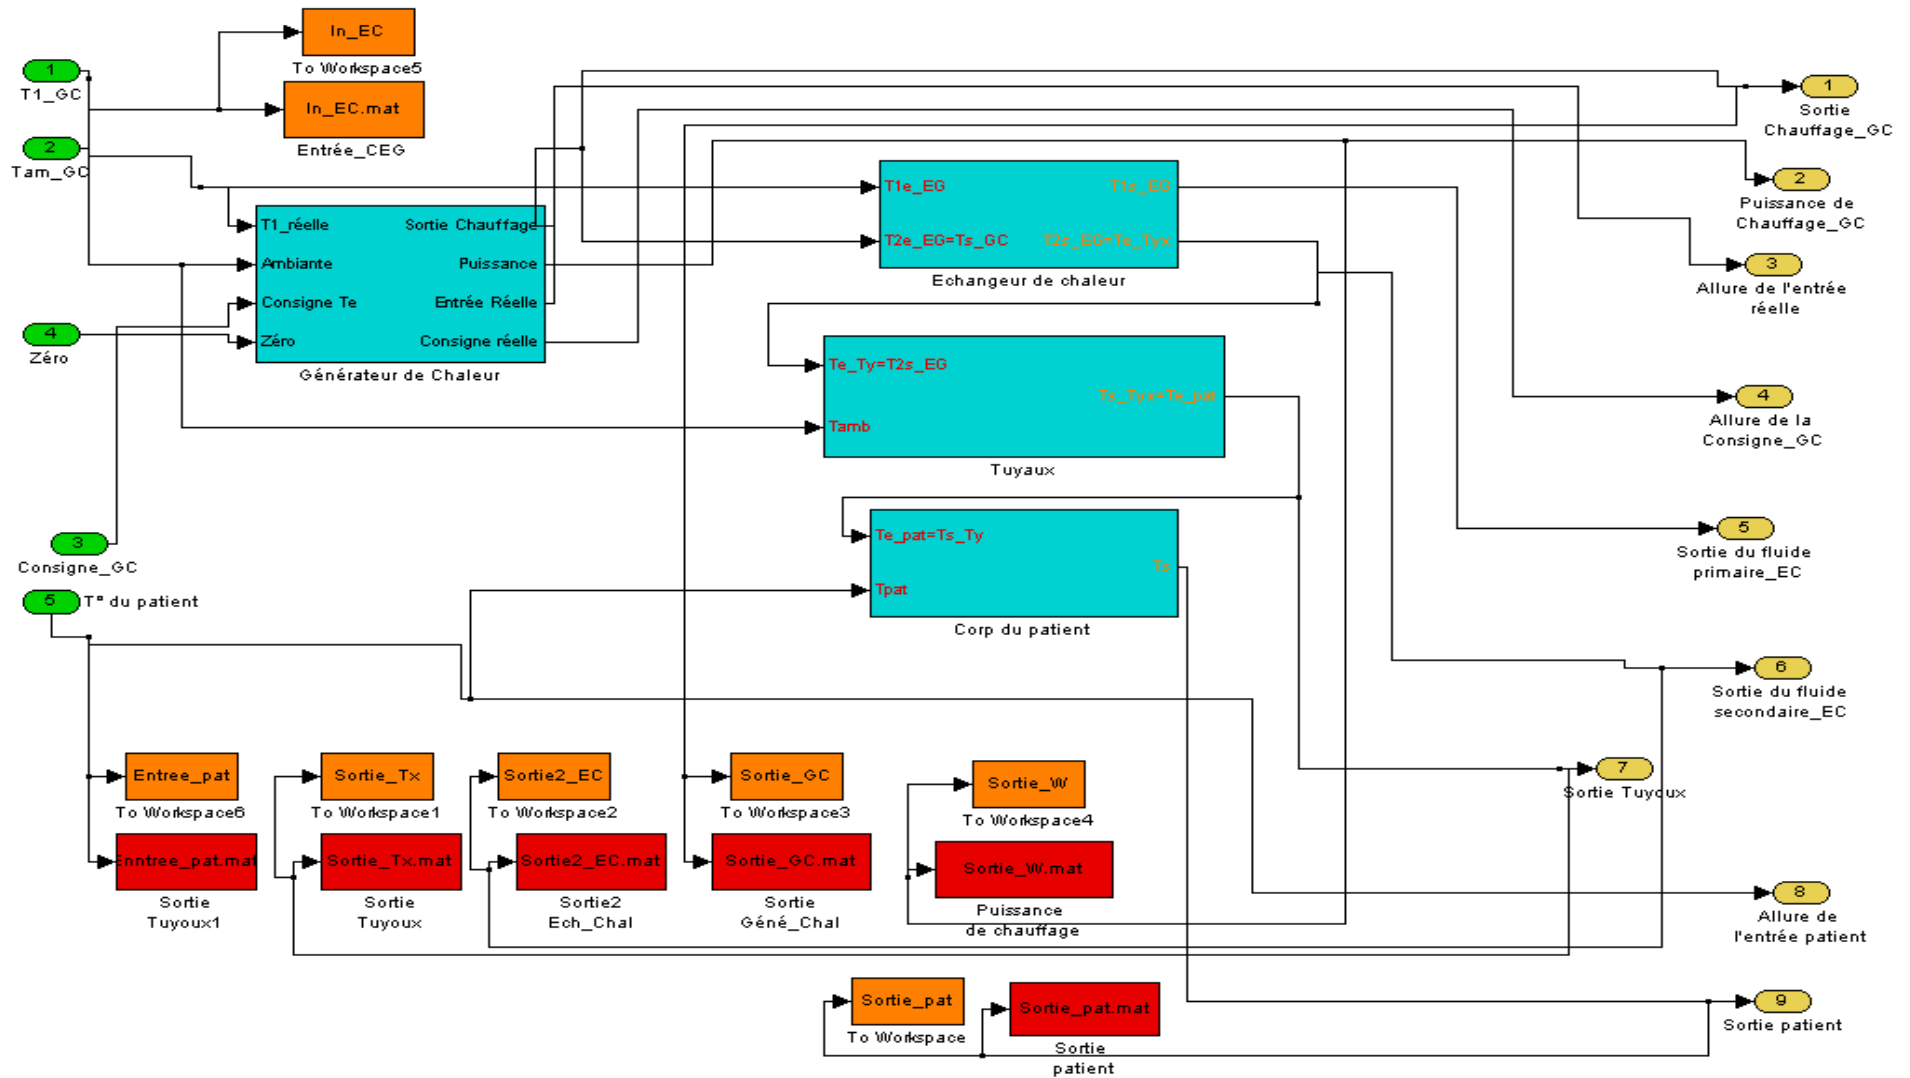 In_EC
To Workspace5
1
T1_GC
In_EC.mat
Entrée_CEG
2
Tam_GC
T1_réelle
Ambiante
Consigne Te
Zéro
Sortie Chauffage
Puissance
Entrée Réelle
Consigne réelle
Générateur de Chaleur
4
Zéro
3
Consigne_GC
5
T° du patient
T1e_EG
T2e_EG=Ts_GC
T1s_EG
T2s_EG=Te_Tyx
Echangeur de chaleur
Te_Ty=T2s_EG
Tamb
Ts_Tyx=Te_pat
Tuyaux
Te_pat=Ts_Ty
Tpat
Ts
Corp du patient
1
Sortie
Chauffage_GC
2
Puissance de
Chauffage_GC
3
Allure de l'entrée
réelle
4
Allure de la
Consigne_GC
5
Sortie du fluide
primaire_EC
6
Sortie du fluide
secondaire_EC
7
Sortie Tuyoux
8
Allure de
l'entrée patient
9
Sortie patient
Entree_pat
To Workspace6
Enntree_pat.mat
Sortie
Tuyoux1
Sortie_Tx
To Workspace1
Sortie_Tx.mat
Sortie
Tuyoux
Sortie2_EC
To Workspace2
Sortie2_EC.mat
Sortie2
Ech_Chal
Sortie_GC
To Workspace3
Sortie_GC.mat
Sortie
Géné_Chal
Sortie_W
To Workspace4
Sortie_W.mat
Puissance
de chauffage
Sortie_pat
To Workspace
Sortie_pat.mat
Sortie
patient